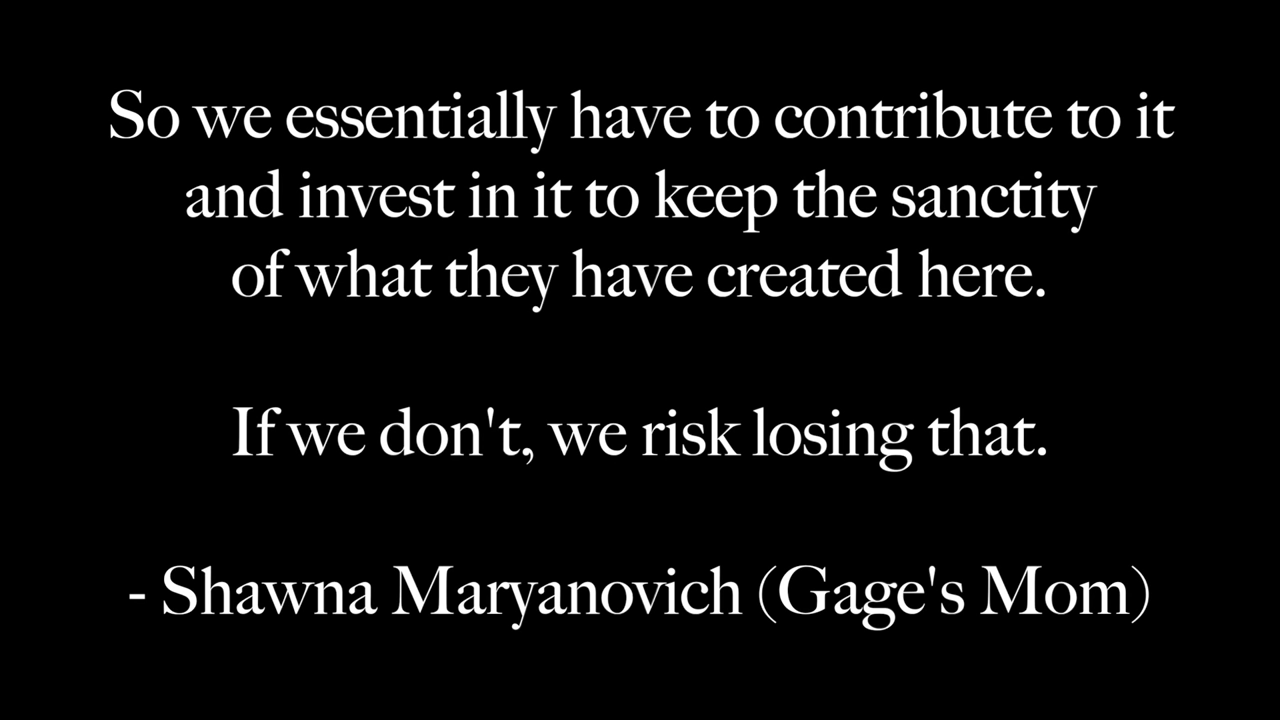 So we essentially have to contribute to it
and invest in it to keep the sanctity
of what they have created here.
If we don't, we risk losing that.
- Shawna Maryanovich (Gage's Mom)